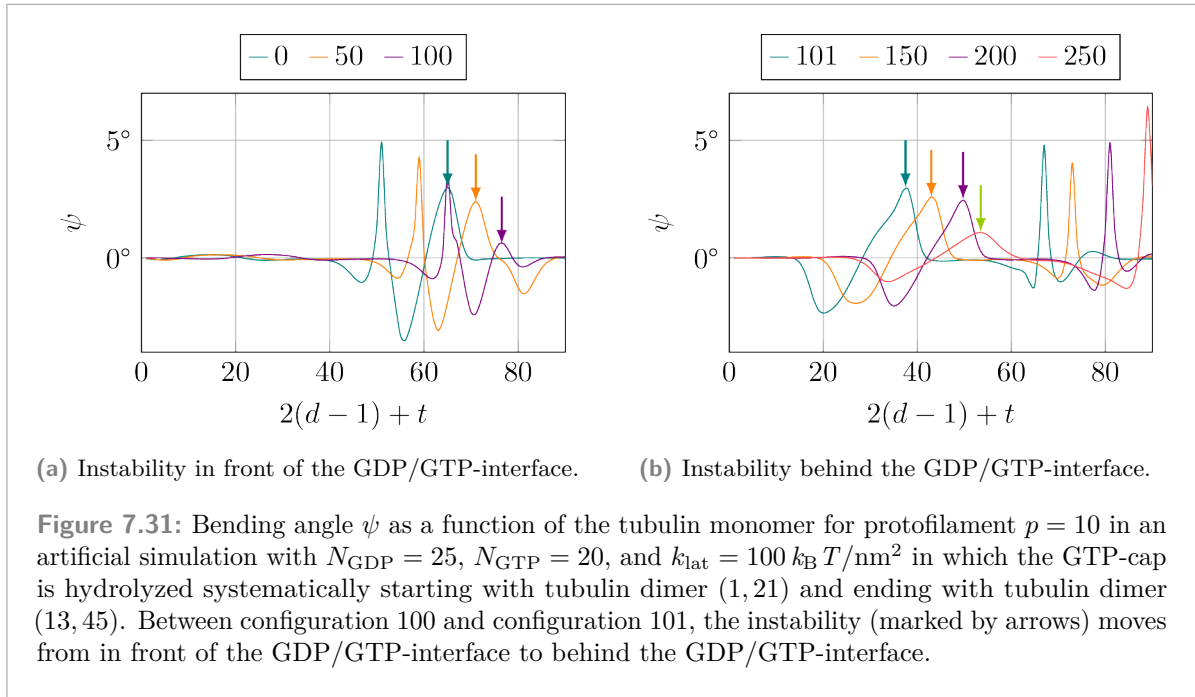 0 50 100
101 150 200 250
5°
0°
ψ
0 20 40 60 80
2(d − 1) + t
5°
0°
ψ
0 20 40 60 80
2(d − 1) + t
(a) Instability in front of the GDP/GTP-interface.
(b) Instability behind the GDP/GTP-interface.
Figure 7.31: Bending angle ψ as a function of the tubulin monomer for protofilament p = 10 in an
artificial simulation with N_GDP = 25, N_GTP = 20, and k_lat = 100 k_B T/nm² in which the GTP-cap
is hydrolyzed systematically starting with tubulin dimer (1, 21) and ending with tubulin dimer
(13, 45). Between configuration 100 and configuration 101, the instability (marked by arrows) moves
from in front of the GDP/GTP-interface to behind the GDP/GTP-interface.